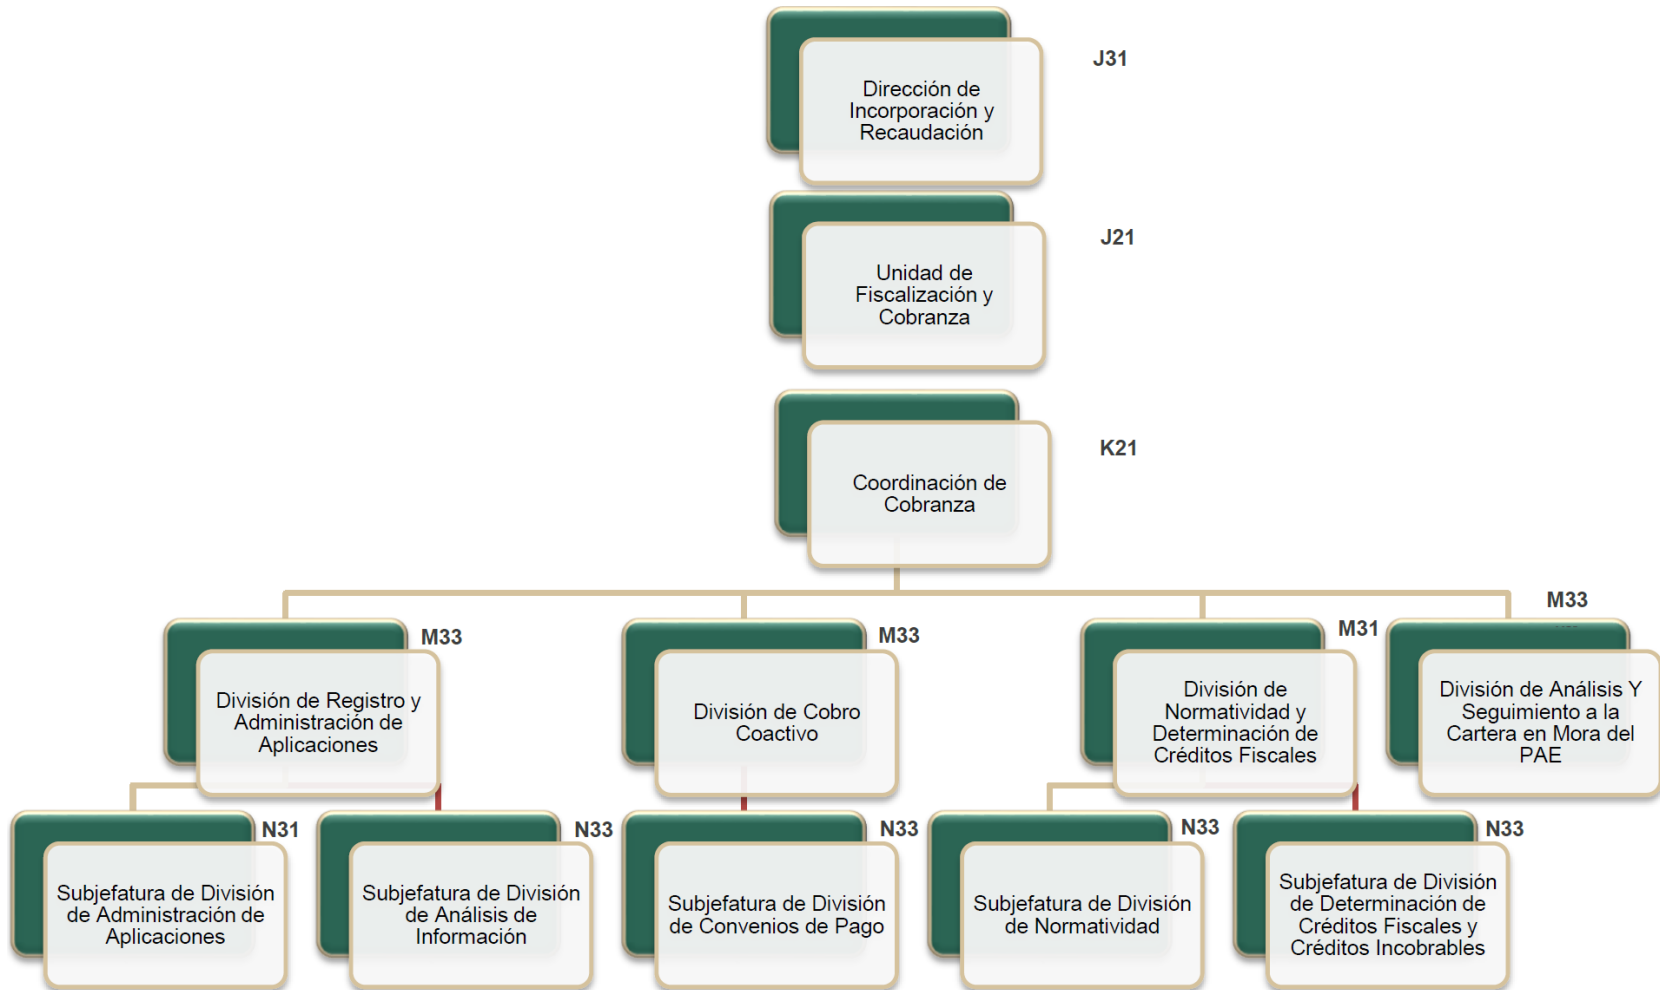 J31
Dirección de
Incorporación y
Recaudación
J21
Unidad de
Fiscalización y
Cobranza
K21
Coordinación de
Cobranza
M33
División de Registro y
Administración de
Aplicaciones
M33
División de Cobro
Coactivo
M31
División de
Normatividad y
Determinación de
Créditos Fiscales
M33
División de Análisis Y
Seguimiento a la
Cartera en Mora del
PAE
N31
Subjefatura de División
de Administración de
Aplicaciones
N33
Subjefatura de División
de Análisis de
Información
N33
Subjefatura de División
de Convenios de Pago
N33
Subjefatura de División
de Normatividad
N33
Subjefatura de División
de Determinación de
Créditos Fiscales y
Créditos Incobrables